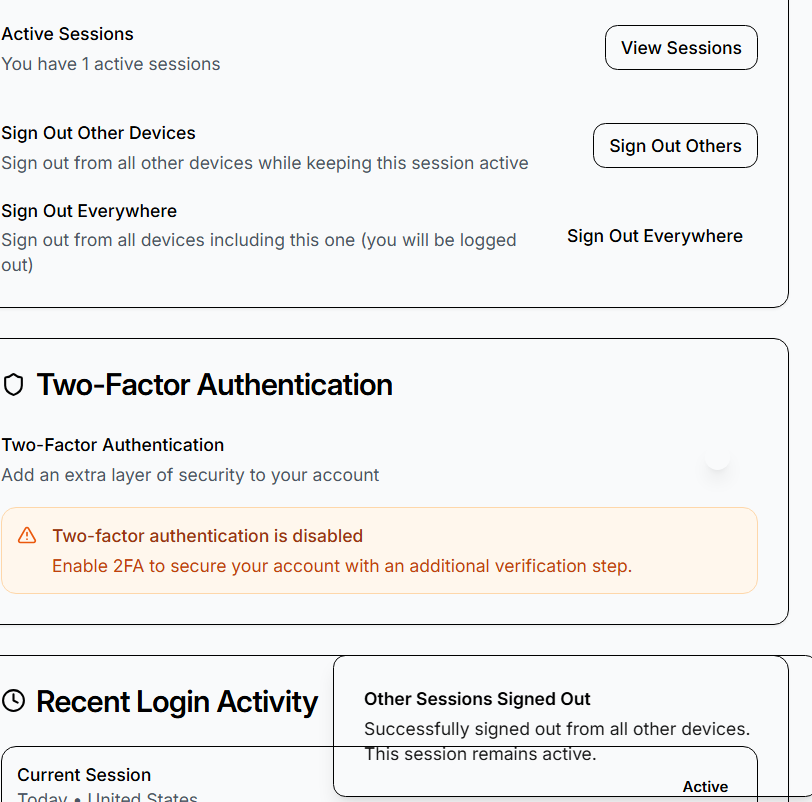 Active Sessions
You have 1 active sessions
View Sessions
Sign Out Other Devices
Sign out from all other devices while keeping this session active
Sign Out Others
Sign Out Everywhere
Sign out from all devices including this one (you will be logged
out)
Sign Out Everywhere
Two-Factor Authentication
Two-Factor Authentication
Add an extra layer of security to your account
Two-factor authentication is disabled
Enable 2FA to secure your account with an additional verification step.
Recent Login Activity
Other Sessions Signed Out
Successfully signed out from all other devices.
This session remains active.
Current Session
Today • United States
Active